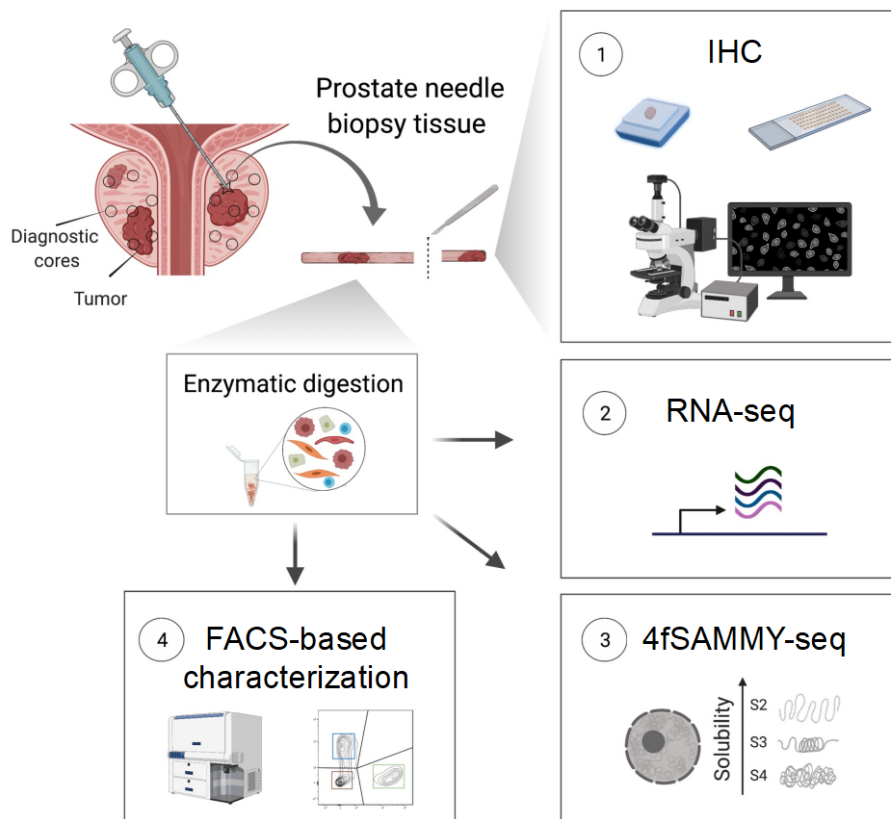 Prostate needle
biopsy tissue
Diagnostic
cores
Tumor
1
IHC
Enzymatic digestion
2
RNA-seq
4
FACS-based
characterization
3
4fSAMMY-seq
Solubility
S2
S3
S4